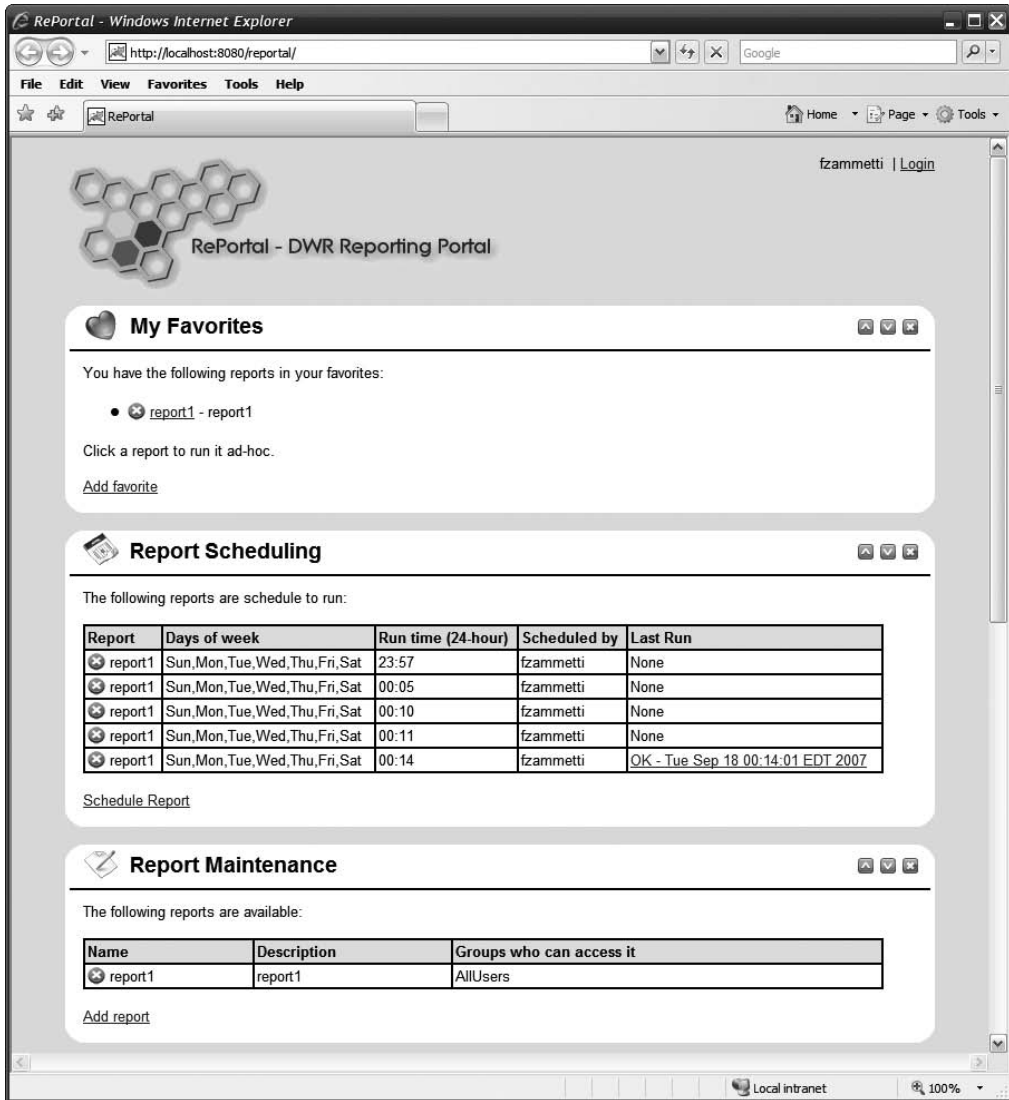 RePortal - Windows Internet Explorer
http://localhost:8080/reportal/
Google
File Edit View Favorites Tools Help
RePortal
Home Page Tools
fzammetti | Login
RePortal - DWR Reporting Portal
My Favorites
You have the following reports in your favorites:
report1 - report1
Click a report to run it ad-hoc.
Add favorite
Report Scheduling
The following reports are schedule to run:
Report Days of week Run time (24-hour) Scheduled by Last Run
report1 Sun,Mon,Tue,Wed,Thu,Fri,Sat 23:57 fzammetti None
report1 Sun,Mon,Tue,Wed,Thu,Fri,Sat 00:05 fzammetti None
report1 Sun,Mon,Tue,Wed,Thu,Fri,Sat 00:10 fzammetti None
report1 Sun,Mon,Tue,Wed,Thu,Fri,Sat 00:11 fzammetti None
report1 Sun,Mon,Tue,Wed,Thu,Fri,Sat 00:14 fzammetti OK - Tue Sep 18 00:14:01 EDT 2007
Schedule Report
Report Maintenance
The following reports are available:
Name Description Groups who can access it
report1 report1 AllUsers
Add report
Local intranet 100%